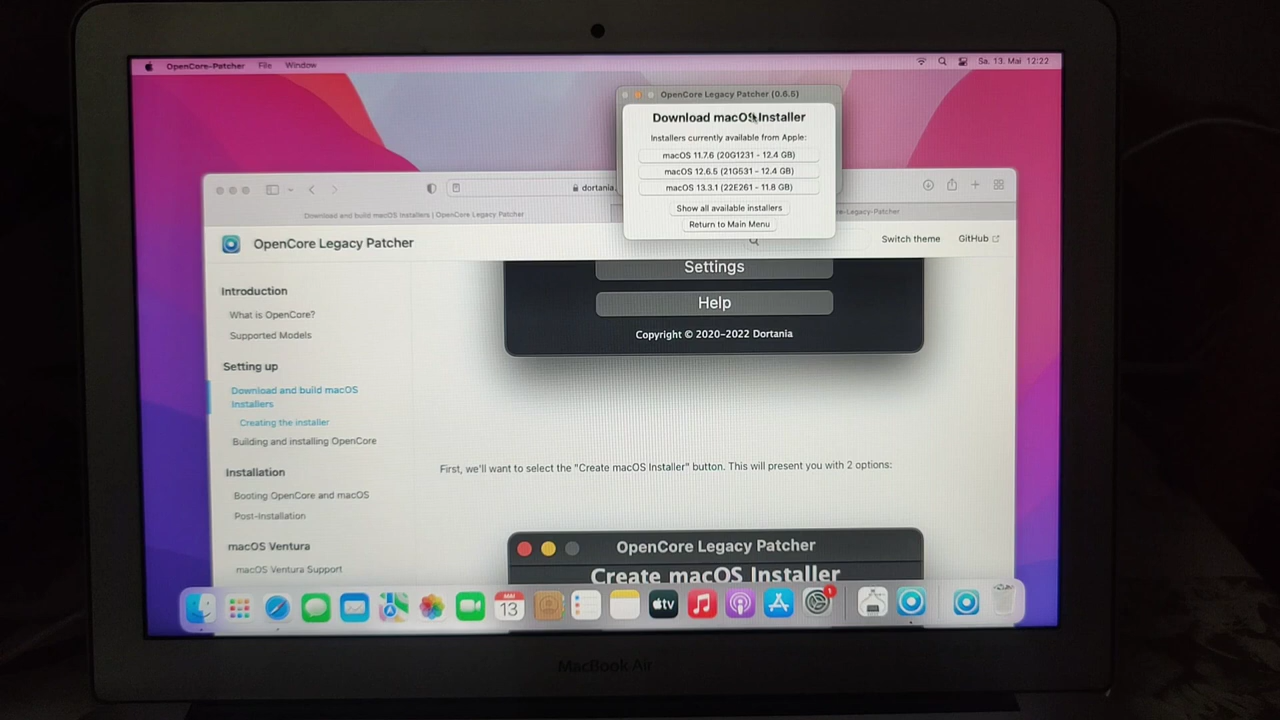 OpenCore-Patcher File Window
Sa. 13. Mai 12:22
OpenCore Legacy Patcher (0.6.5)
Download macOS Installer
Installers currently available from Apple:
macOS 11.7.6 (20G1231 - 12.4 GB)
macOS 12.6.5 (21G531 - 12.4 GB)
macOS 13.3.1 (22E261 - 11.8 GB)
Show all available installers
Return to Main Menu
dortania.
Download and build macOS Installers | OpenCore Legacy Patcher
e-Legacy-Patcher
OpenCore Legacy Patcher
Switch theme
GitHub
Introduction
What is OpenCore?
Supported Models
Setting up
Download and build macOS
Installers
Creating the installer
Building and installing OpenCore
Installation
Booting OpenCore and macOS
Post-Installation
macOS Ventura
macOS Ventura Support
Settings
Help
Copyright © 2020-2022 Dortania
First, we'll want to select the "Create macOS Installer" button. This will present you with 2 options:
OpenCore Legacy Patcher
Create macOS Installer
MAI
13
tv
1
MacBook Air